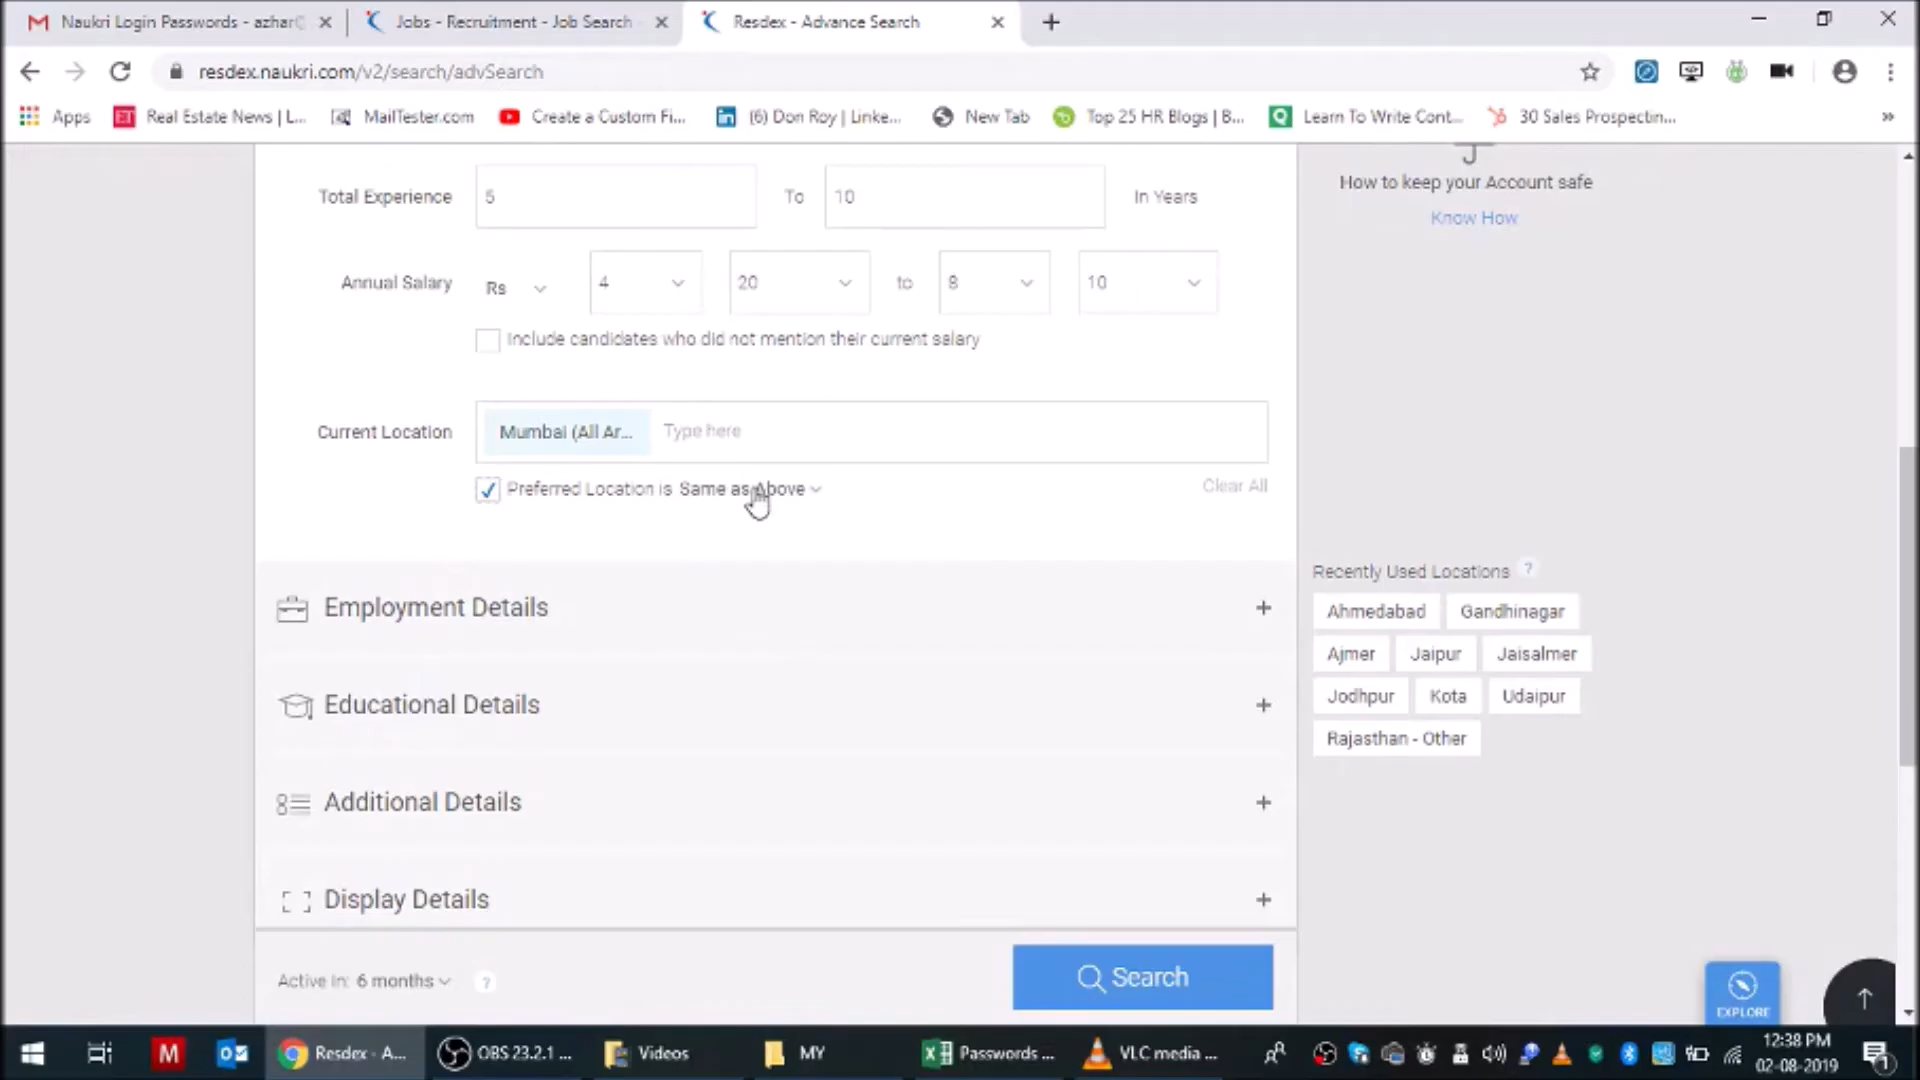 Naukri Login Passwords - azhar
Jobs - Recruitment - Job Search
Resdex - Advance Search
resdex.naukri.com/v2/search/advSearch
Apps
Real Estate News | L...
MailTester.com
Create a Custom Fi...
(6) Don Roy | Linke...
New Tab
Top 25 HR Blogs | B...
Learn To Write Cont...
30 Sales Prospectin...
»
How to keep your Account safe
Know How
Total Experience 5 To 10 In Years
Annual Salary Rs 4 20 to 8 10
Include candidates who did not mention their current salary
Current Location Mumbai (All Ar... Type here
Preferred Location is Same as Above
Clear All
Employment Details +
Educational Details +
Additional Details +
Display Details +
Recently Used Locations ?
Ahmedabad Gandhinagar
Ajmer Jaipur Jaisalmer
Jodhpur Kota Udaipur
Rajasthan - Other
Active In: 6 months ?
Search
EXPLORE
Resdex - A...
OBS 23.2.1 ...
Videos
MY
Passwords ...
VLC media ...
12:38 PM
02-08-2019
1